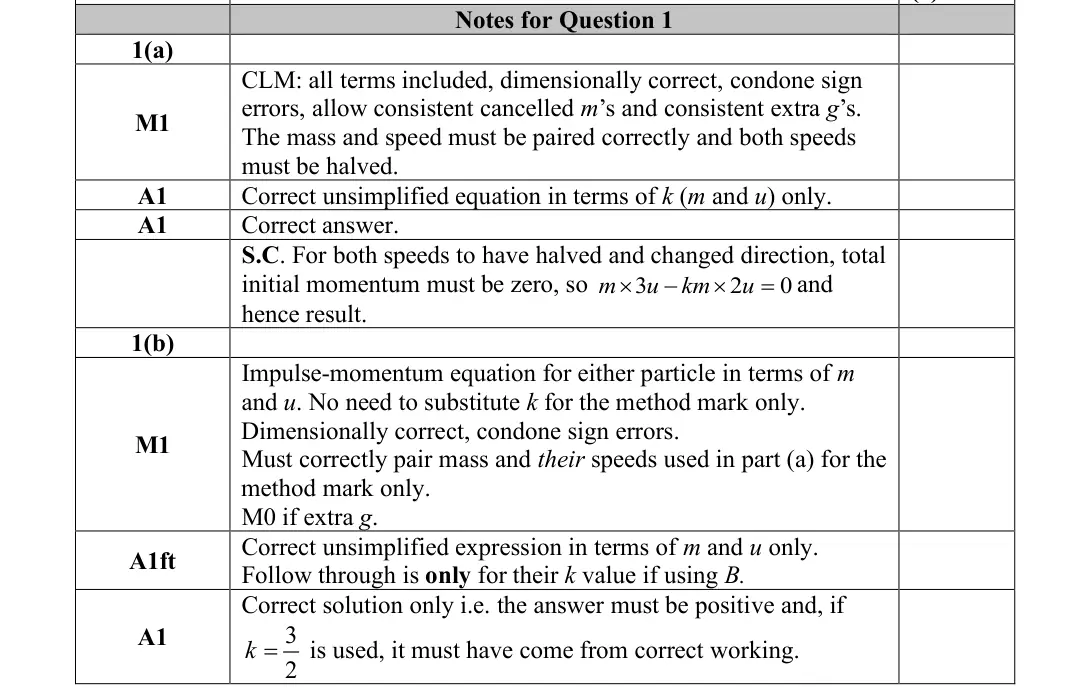 Notes for Question 1
1(a)
M1
CLM: all terms included, dimensionally correct, condone sign
errors, allow consistent cancelled m’s and consistent extra g’s.
The mass and speed must be paired correctly and both speeds
must be halved.
A1
Correct unsimplified equation in terms of k (m and u) only.
A1
Correct answer.
S.C. For both speeds to have halved and changed direction, total
initial momentum must be zero, so m×3u − km×2u = 0 and
hence result.
1(b)
M1
Impulse-momentum equation for either particle in terms of m
and u. No need to substitute k for the method mark only.
Dimensionally correct, condone sign errors.
Must correctly pair mass and their speeds used in part (a) for the
method mark only.
M0 if extra g.
A1ft
Correct unsimplified expression in terms of m and u only.
Follow through is only for their k value if using B.
A1
Correct solution only i.e. the answer must be positive and, if
k = 3/2 is used, it must have come from correct working.